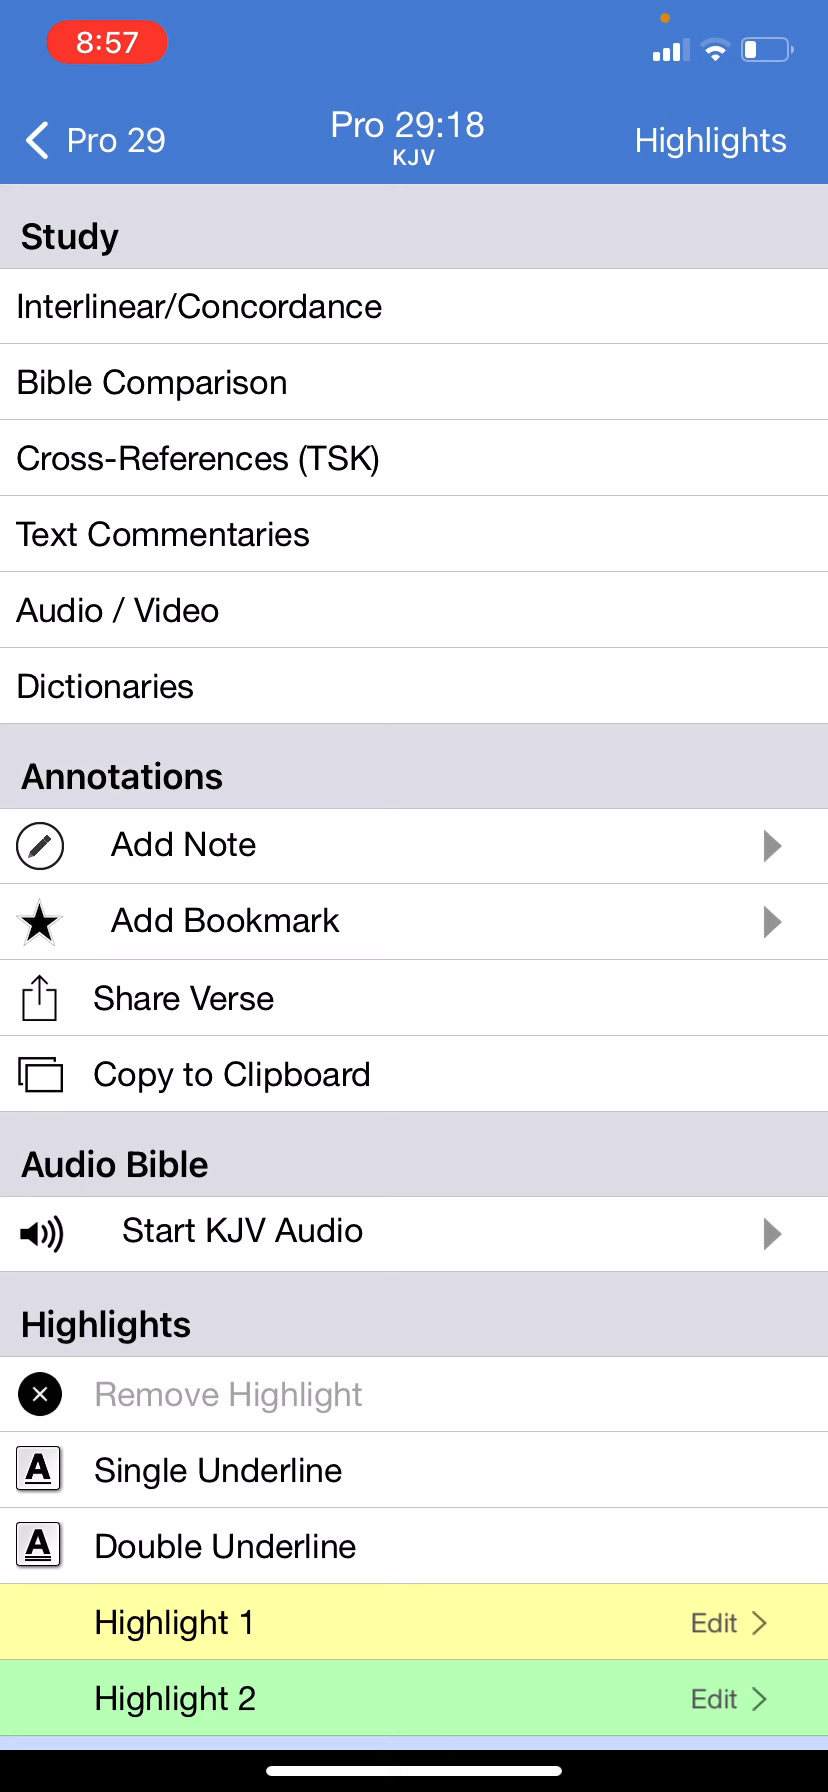 8:57
Pro 29
Pro 29:18
KJV
Highlights
Study
Interlinear/Concordance
Bible Comparison
Cross-References (TSK)
Text Commentaries
Audio / Video
Dictionaries
Annotations
Add Note
Add Bookmark
Share Verse
Copy to Clipboard
Audio Bible
Start KJV Audio
Highlights
Remove Highlight
A Single Underline
A Double Underline
Highlight 1 Edit
Highlight 2 Edit